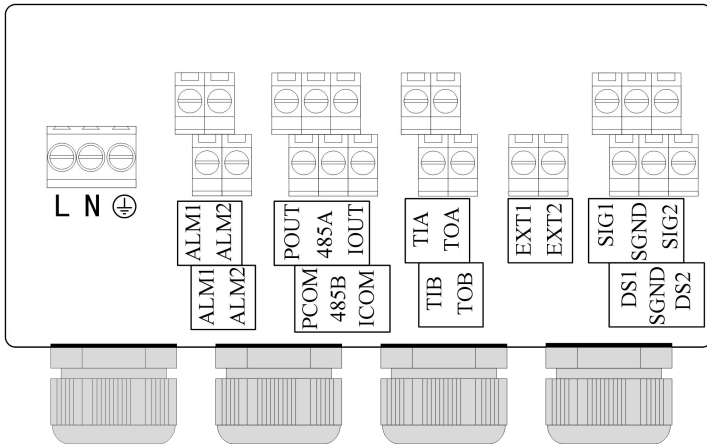 L N
ALM1
ALM2
POUT
485A
IOUT
TIA
TOA
EXT1
EXT2
SIG1
SGND
SIG2
ALM1
ALM2
PCOM
485B
ICOM
TIB
TOB
DS1
SGND
DS2